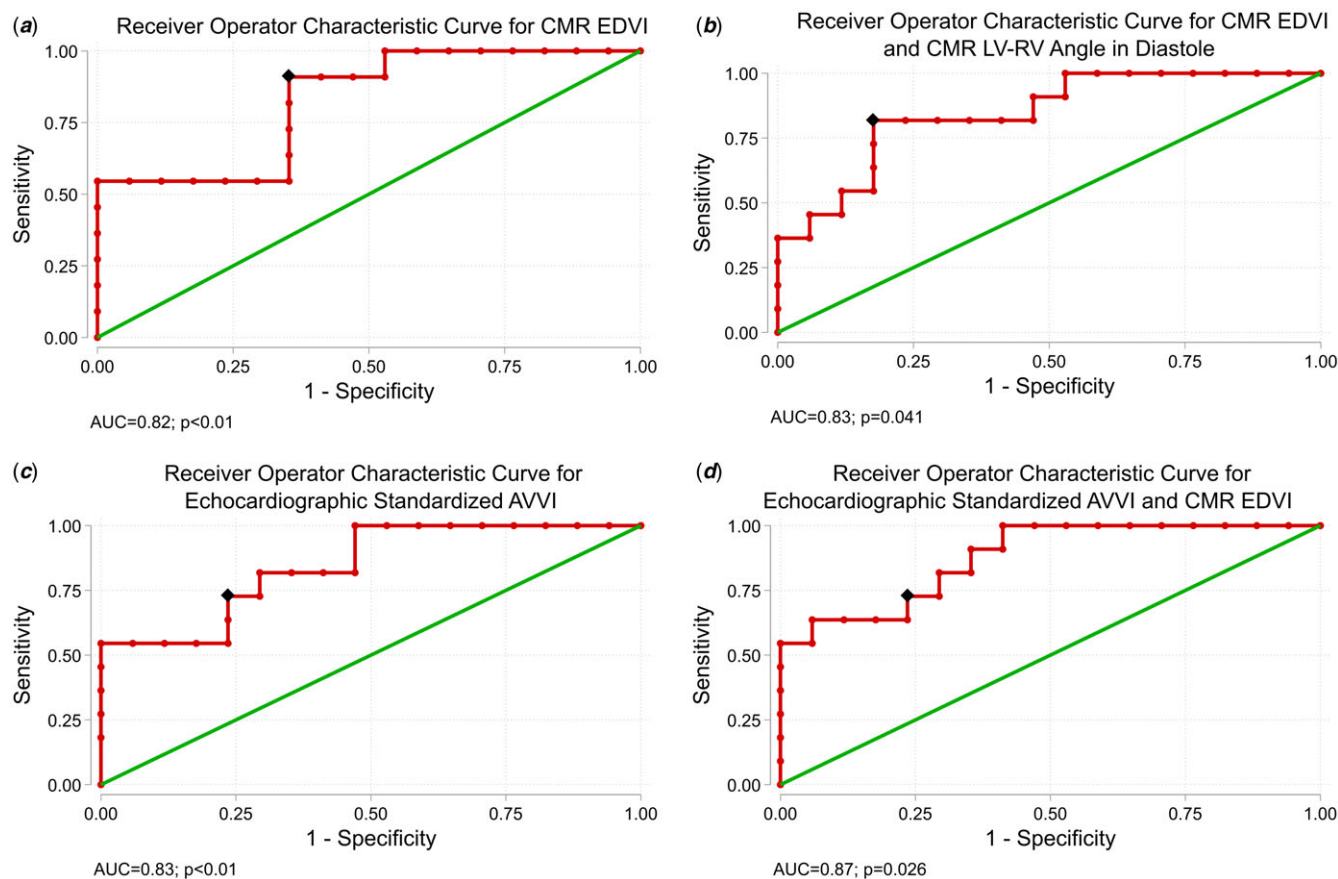 (a) Receiver Operator Characteristic Curve for CMR EDVI
1.00
0.75
0.50
0.25
0.00
Sensitivity
0.00 0.25 0.50 0.75 1.00
1 - Specificity
AUC=0.82; p<0.01
(b) Receiver Operator Characteristic Curve for CMR EDVI
and CMR LV-RV Angle in Diastole
1.00
0.75
0.50
0.25
0.00
Sensitivity
0.00 0.25 0.50 0.75 1.00
1 - Specificity
AUC=0.83; p=0.041
(c) Receiver Operator Characteristic Curve for
Echocardiographic Standardized AVVI
1.00
0.75
0.50
0.25
0.00
Sensitivity
0.00 0.25 0.50 0.75 1.00
1 - Specificity
AUC=0.83; p<0.01
(d) Receiver Operator Characteristic Curve for
Echocardiographic Standardized AVVI and CMR EDVI
1.00
0.75
0.50
0.25
0.00
Sensitivity
0.00 0.25 0.50 0.75 1.00
1 - Specificity
AUC=0.87; p=0.026